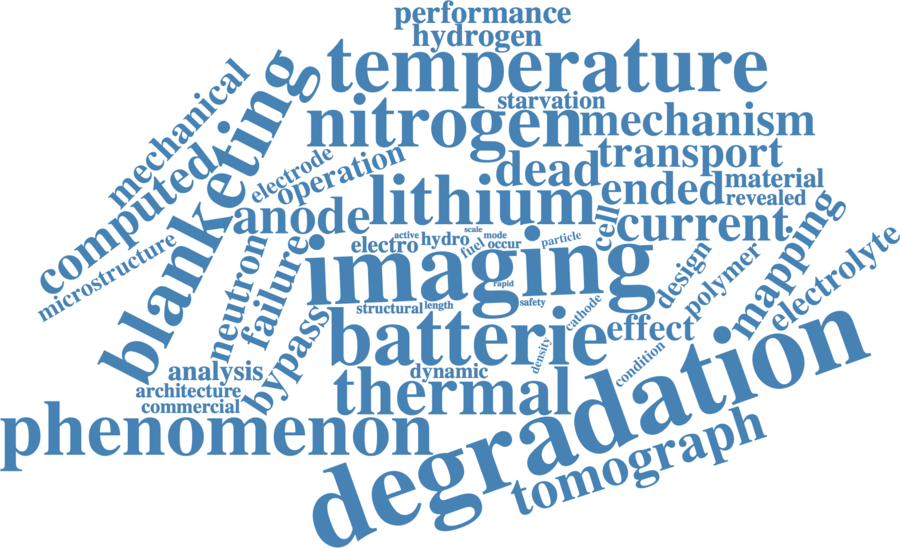 performance
hydrogen
temperature
starvation
mechanical
blanketing
nitrogen
mechanism
computed
electrode
operation
dead
transport
lithium
ended
material
revealed
anode
current
cell
microstructure
neutron
failure
electro
active
hydro
scale
fuel
mode
occur
particle
imaging
rapid
design
polymer
mapping
electrolyte
structural
length
safety
cathode
bypass
batterie
effect
density
condition
analysis
dynamic
architecture
commercial
thermal
phenomenon
degradation
tomograph